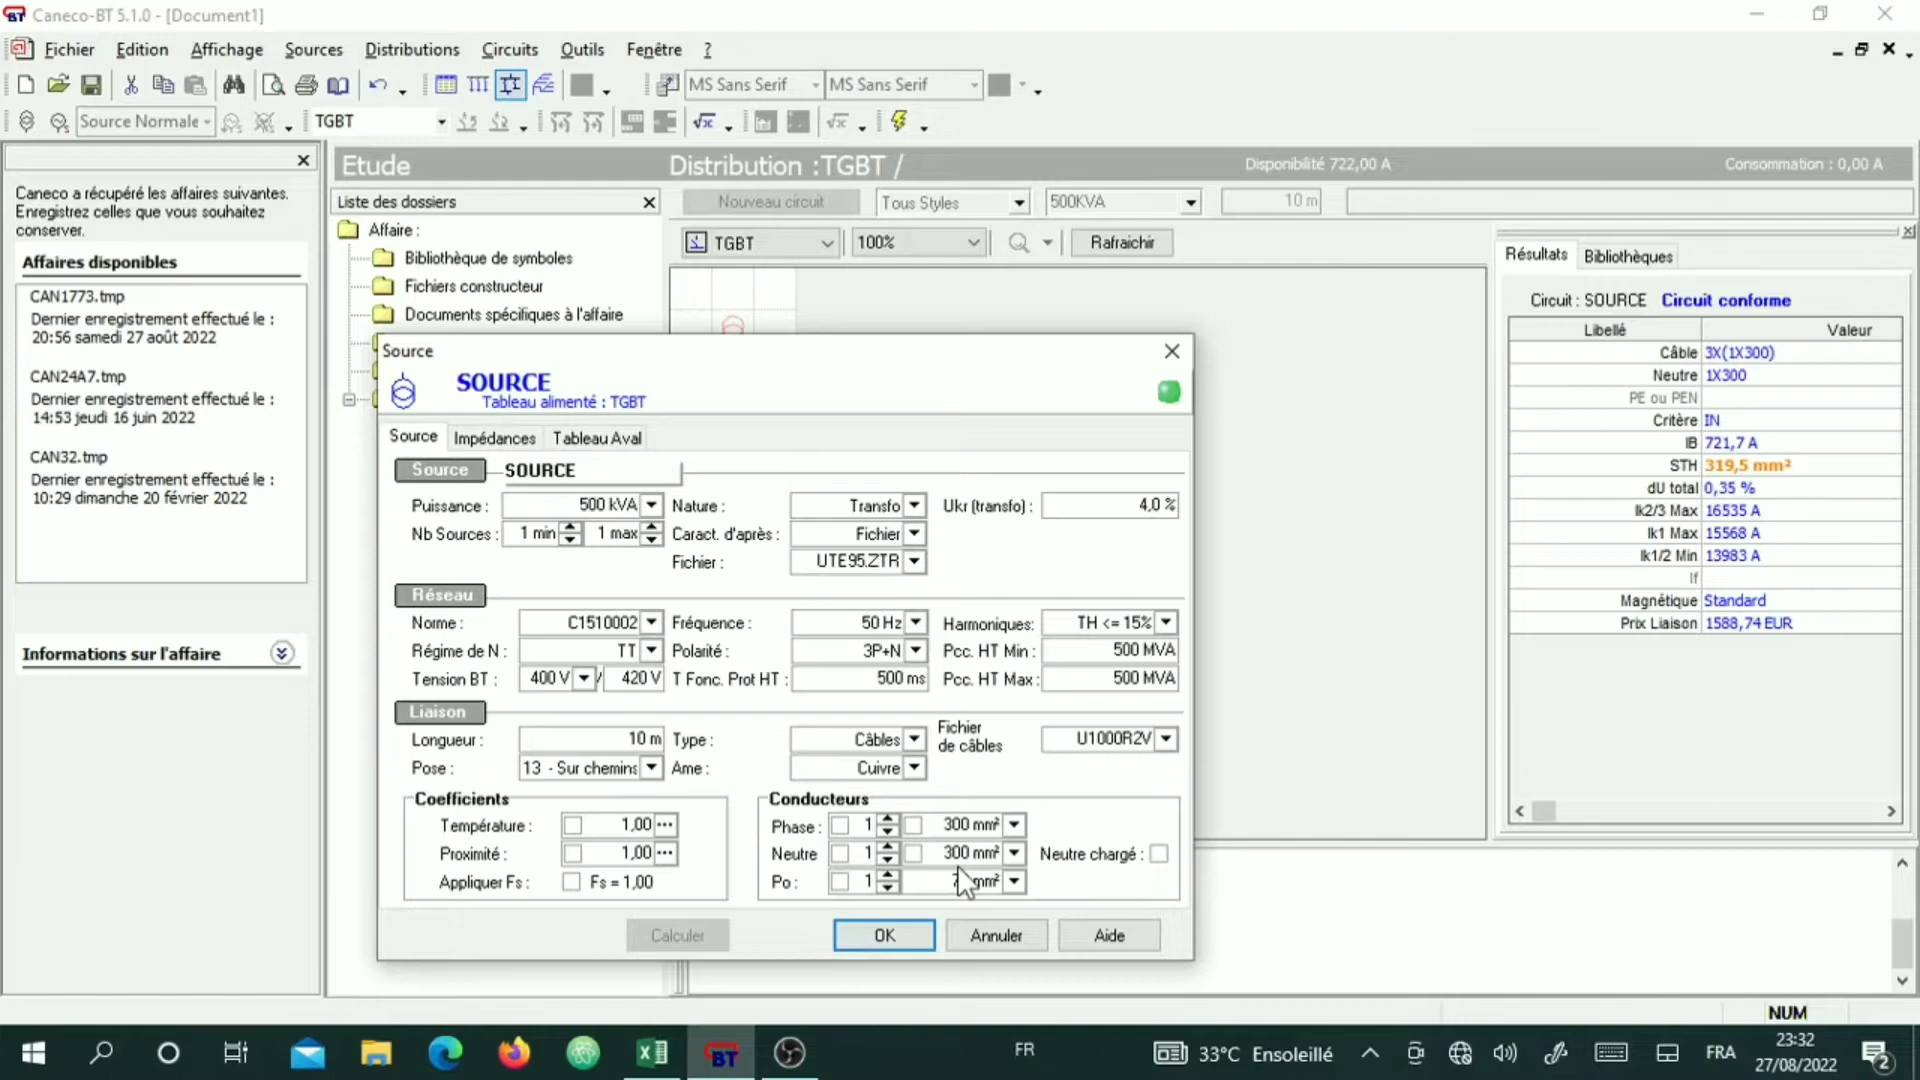 Caneco-BT 5.1.0 - [Document1]
Fichier Edition Affichage Sources Distributions Circuits Outils Fenêtre ?
MS Sans Serif MS Sans Serif
Source Normale TGBT
Etude
Distribution :TGBT / Disponibilité 722,00 A Consommation : 0,00 A
Caneco a récupéré les affaires suivantes.
Enregistrez celles que vous souhaitez
conserver.
Affaires disponibles
CAN1773.tmp
Dernier enregistrement effectué le :
20:56 samedi 27 août 2022
CAN24A7.tmp
Dernier enregistrement effectué le :
14:53 jeudi 16 juin 2022
CAN32.tmp
Dernier enregistrement effectué le :
10:29 dimanche 20 février 2022
Informations sur l'affaire
Liste des dossiers
Affaire :
Bibliothèque de symboles
Fichiers constructeur
Documents spécifiques à l'affaire
Nouveau circuit Tous Styles 500KVA 10 m
TGBT 100% Rafraichir
Source
SOURCE
Tableau alimenté : TGBT
Source Impédances Tableau Aval
Source SOURCE
Puissance : 500 kVA Nature : Transfo Ukr (transfo) : 4,0 %
Nb Sources : 1 min 1 max Caract. d'après : Fichier
Fichier : UTE95.ZTR
Réseau
Norme : C1510002 Fréquence : 50 Hz Harmoniques: TH <= 15%
Régime de N : TT Polarité : 3P+N Pcc. HT Min : 500 MVA
Tension BT : 400 V / 420 V T Fonc. Prot HT : 500 ms Pcc. HT Max : 500 MVA
Liaison
Longueur : 10 m Type : Câbles Fichier de câbles U1000R2V
Pose : 13 - Sur chemins Ame : Cuivre
Coefficients
Température : 1,00 ...
Proximité : 1,00 ...
Appliquer Fs : Fs = 1,00
Conducteurs
Phase : 1 300 mm²
Neutre 1 300 mm² Neutre chargé :
Po : 1 mm²
Calculer OK Annuler Aide
Résultats Bibliothèques
Circuit : SOURCE Circuit conforme
Libellé Valeur
Câble 3X(1X300)
Neutre 1X300
PE ou PEN
Critère IN
IB 721,7 A
STH 319,5 mm²
dU total 0,35 %
Ik2/3 Max 16535 A
Ik1 Max 15568 A
Ik1/2 Min 13983 A
If
Magnétique Standard
Prix Liaison 1588,74 EUR
NUM
BT
FR
33°C Ensoleillé
FRA
23:32
27/08/2022
2